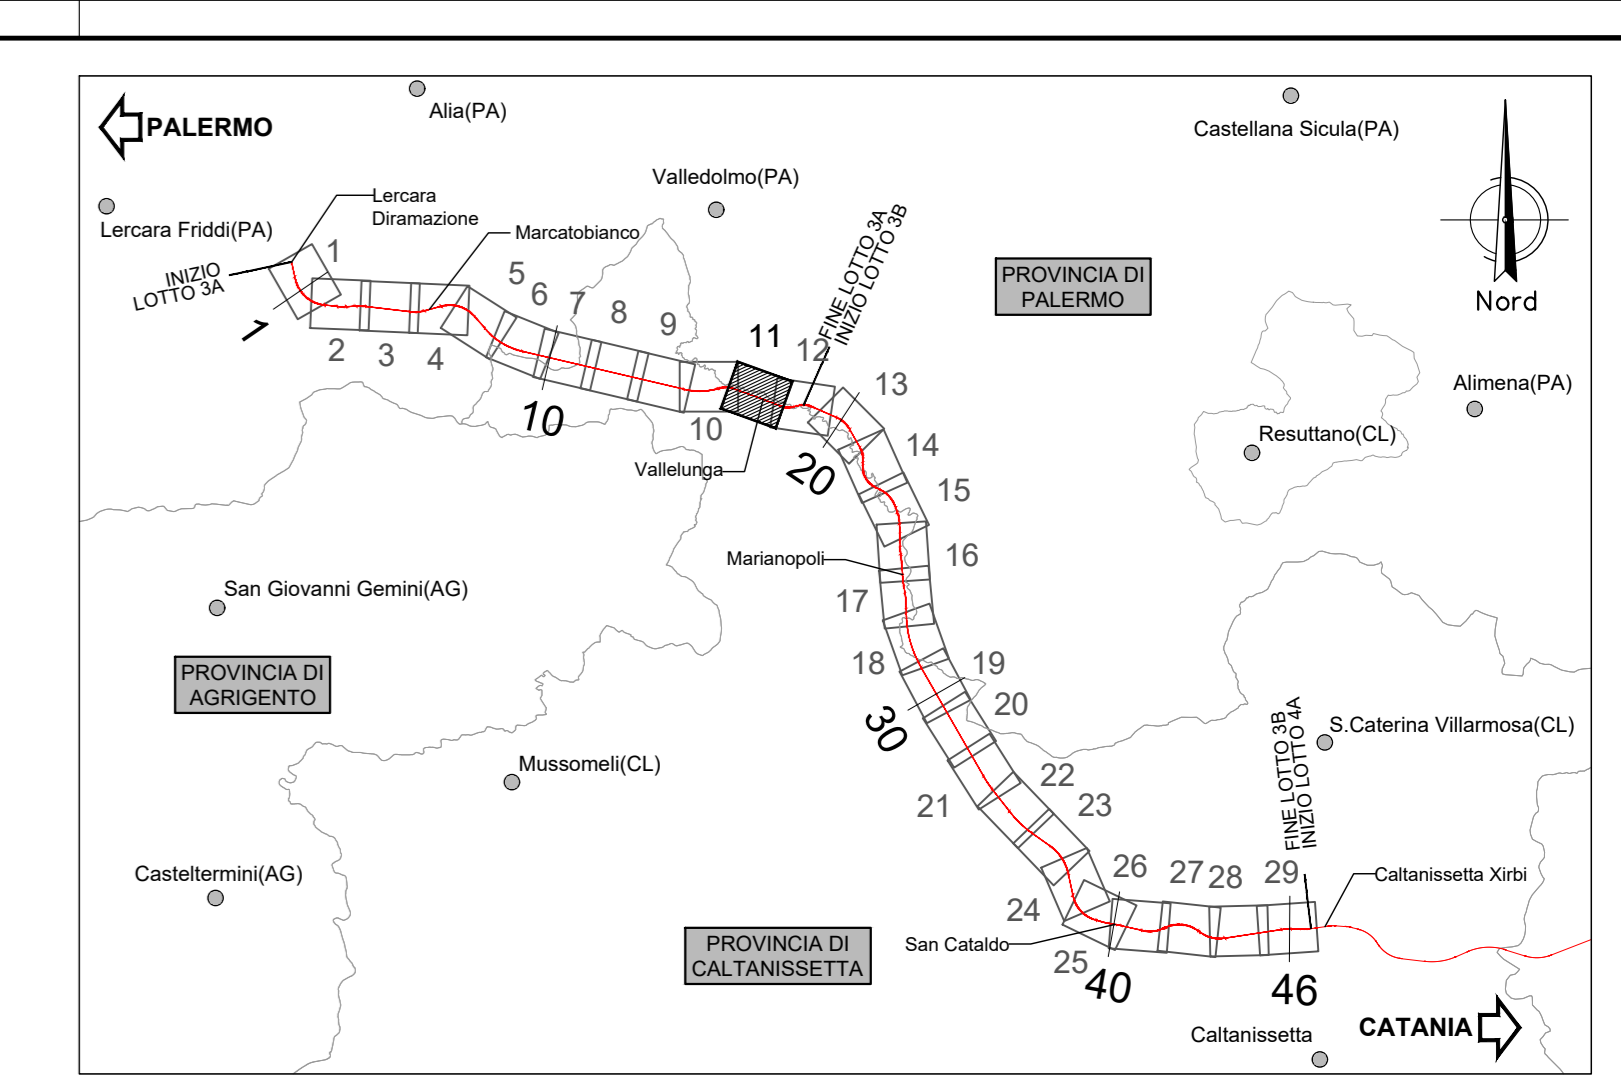 PALERMO
Alia(PA)
Castellana Sicula(PA)
Valledolmo(PA)
Lercara Friddi(PA)
Lercara
Diramazione
Marcatobianco
INIZIO
LOTTO 3A
FINE LOTTO 3A
INIZIO LOTTO 3B
PROVINCIA DI
PALERMO
Nord
1
1
2
3
4
5
6
7
8
9
10
10
11
12
13
14
15
16
17
18
19
20
20
21
22
23
24
25
26
27
28
29
30
40
46
Vallelunga
Alimena(PA)
Resuttano(CL)
Marianopoli
San Giovanni Gemini(AG)
PROVINCIA DI
AGRIGENTO
Mussomeli(CL)
S.Caterina Villarmosa(CL)
FINE LOTTO 3B
INIZIO LOTTO 4A
Casteltermini(AG)
Caltanissetta Xirbi
San Cataldo
PROVINCIA DI
CALTANISSETTA
Caltanissetta
CATANIA